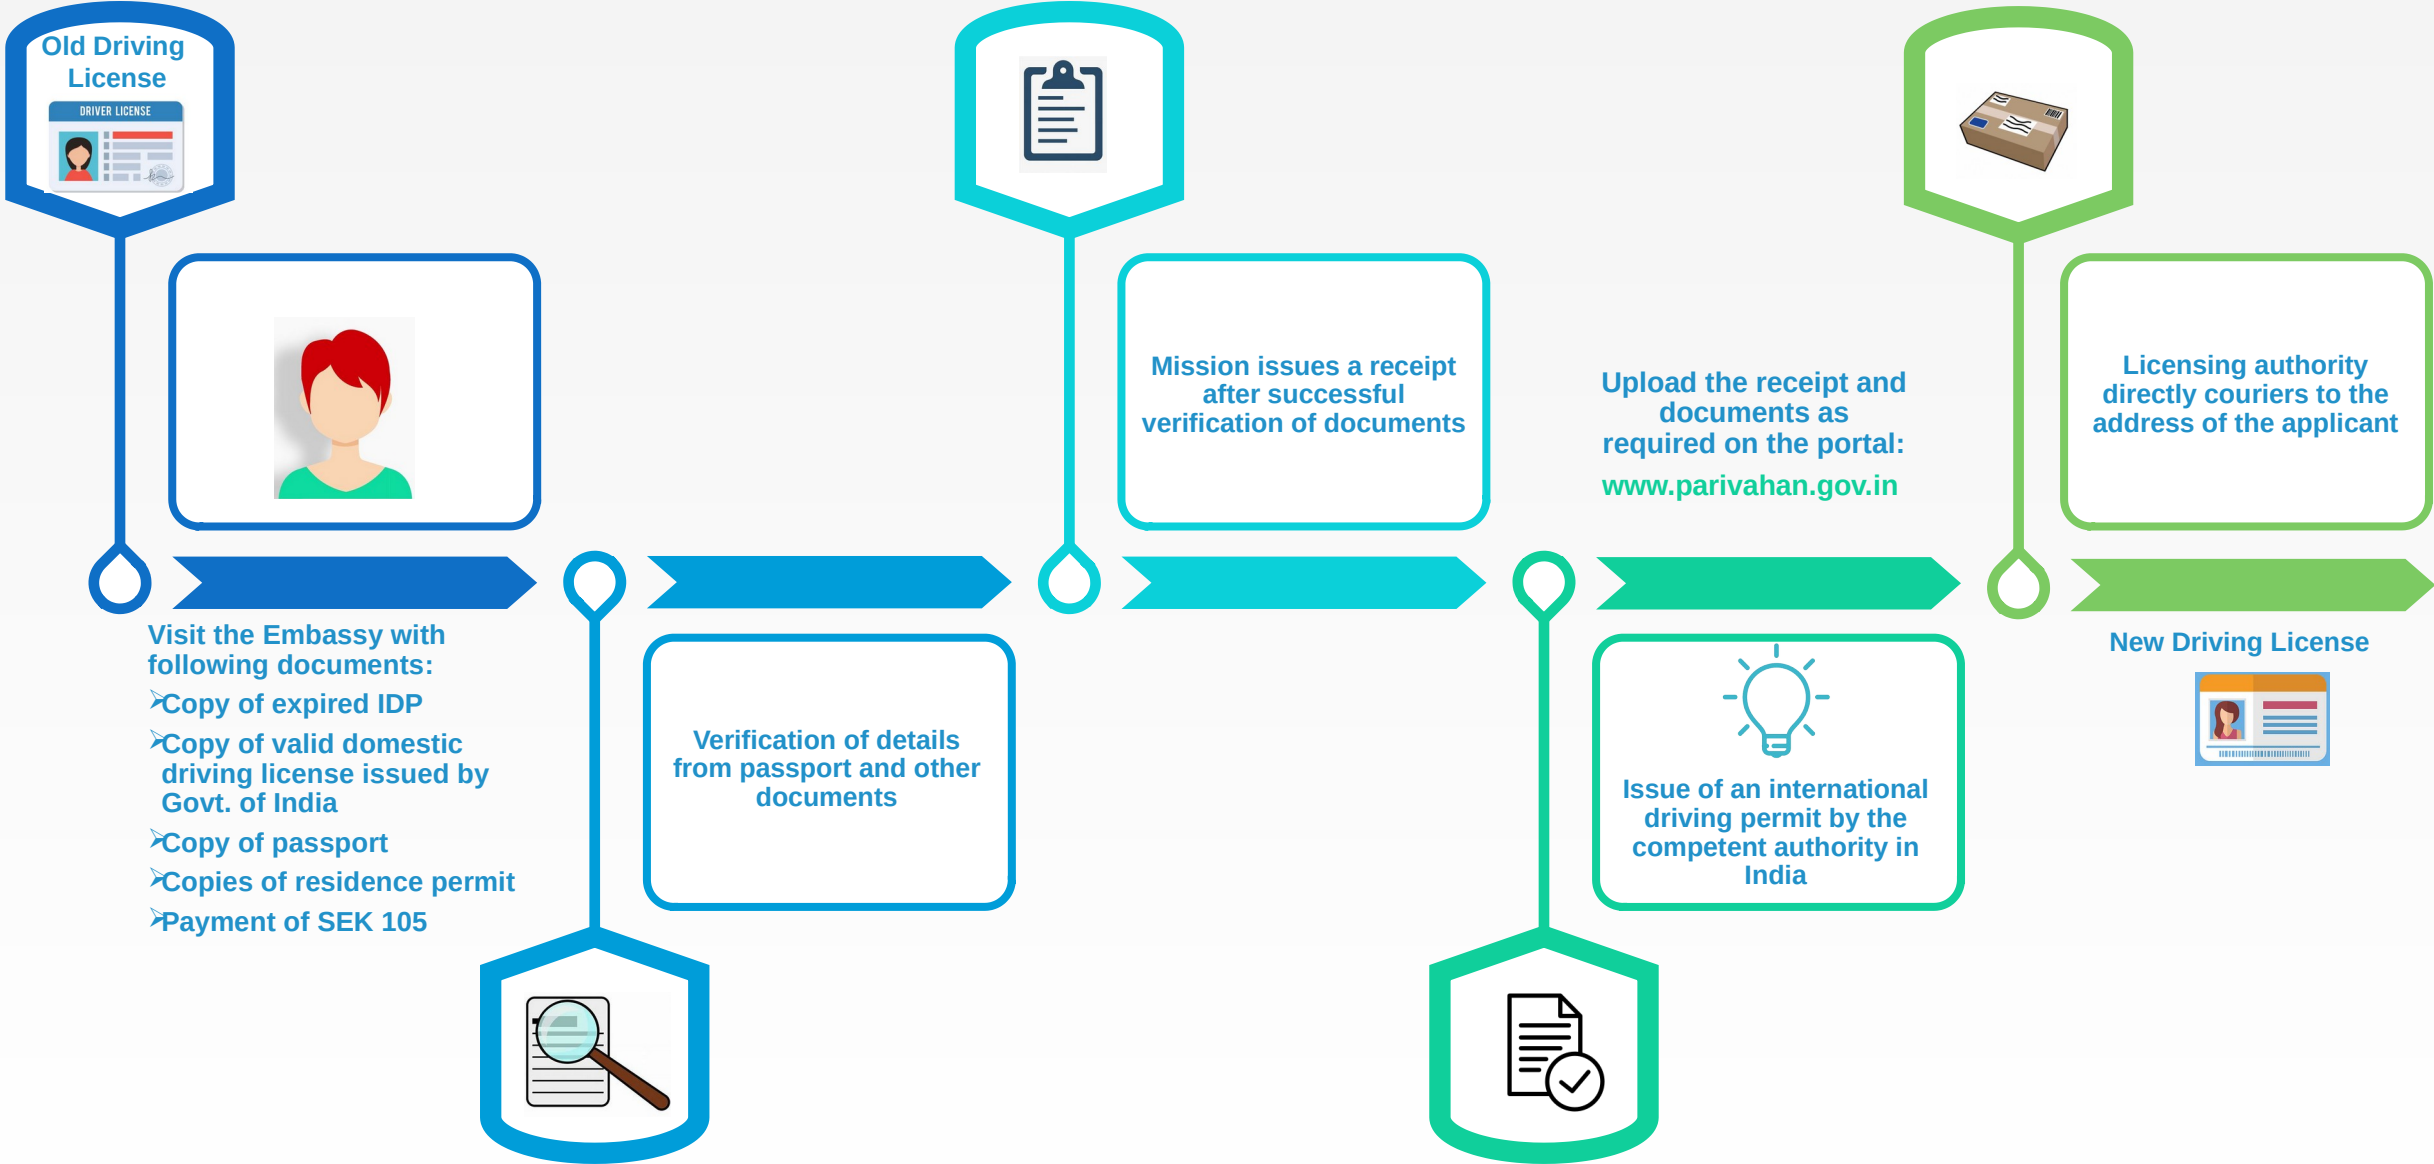 Old Driving
License
DRIVER LICENSE
Visit the Embassy with
following documents:
Copy of expired IDP
Copy of valid domestic
driving license issued by
Govt. of India
Copy of passport
Copies of residence permit
Payment of SEK 105
Verification of details
from passport and other
documents
Mission issues a receipt
after successful
verification of documents
Upload the receipt and
documents as
required on the portal:
www.parivahan.gov.in
Issue of an international
driving permit by the
competent authority in
India
Licensing authority
directly couriers to the
address of the applicant
New Driving License